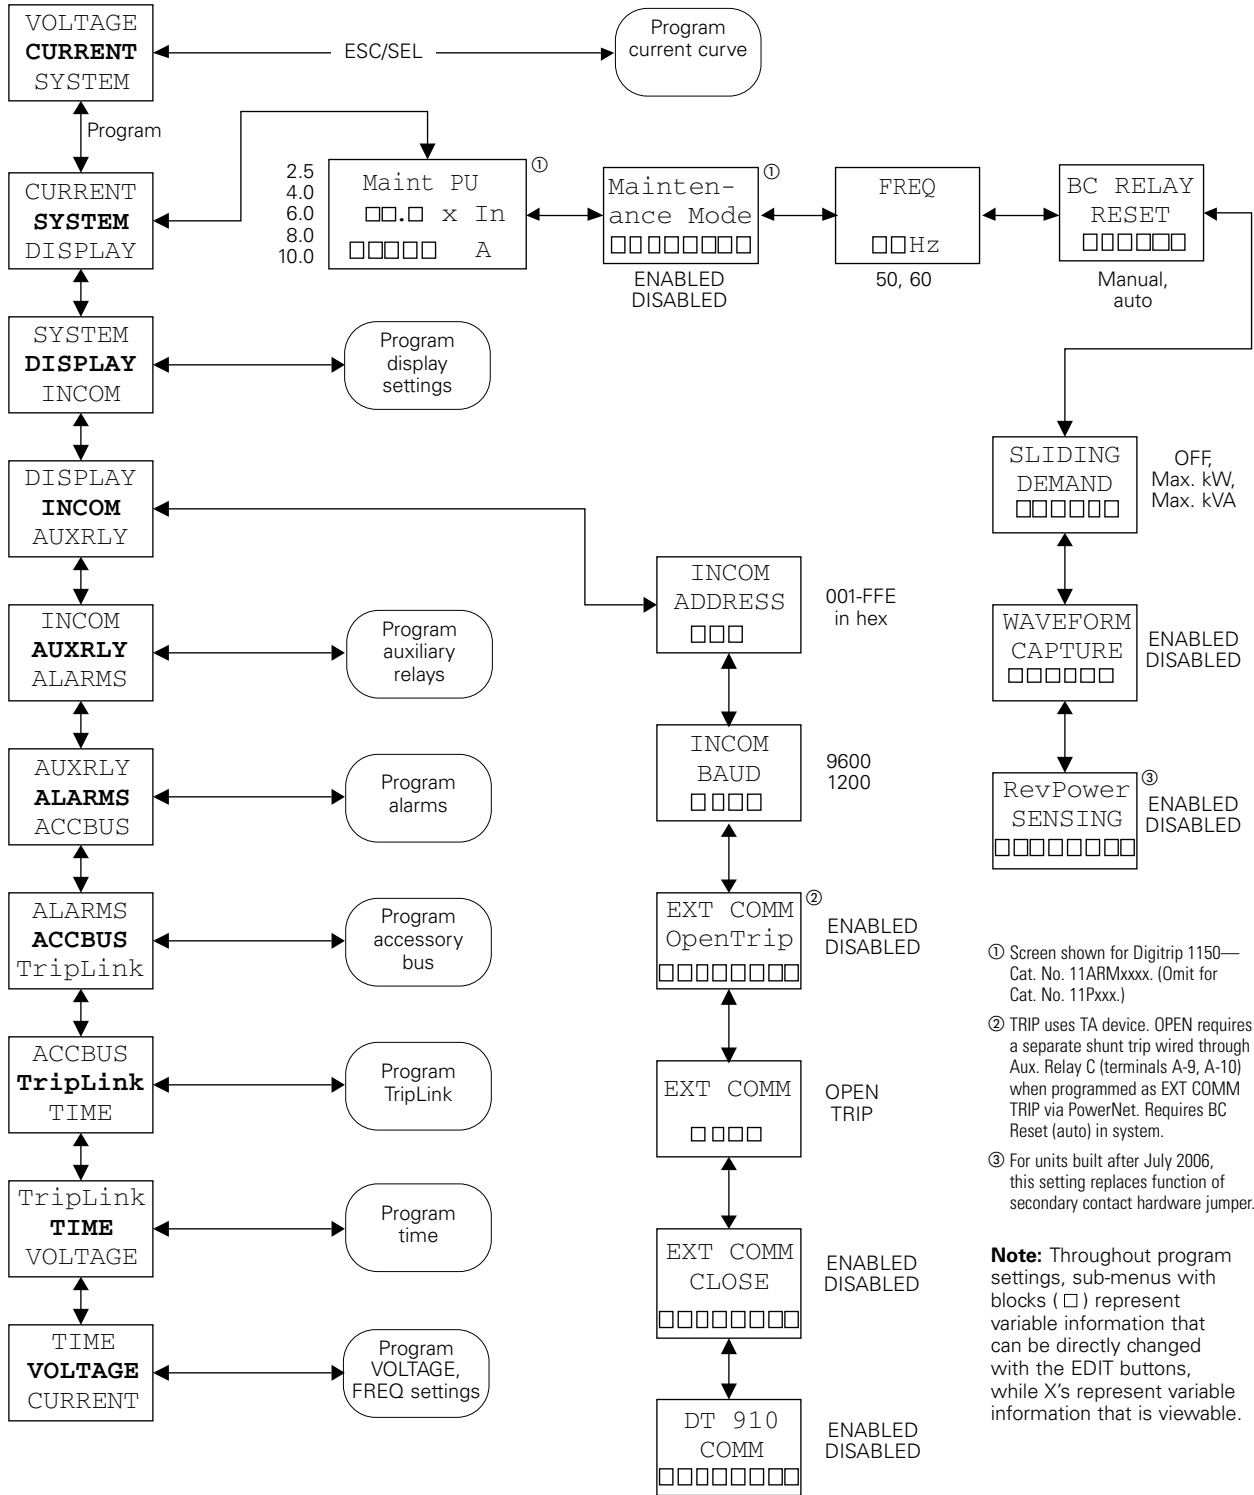 VOLTAGE
CURRENT
SYSTEM
ESC/SEL
Program
current curve
Program
CURRENT
SYSTEM
DISPLAY
2.5
4.0
6.0
8.0
10.0
Maint PU
□□.□ x In
□□□□□ A
①
Mainten-
ance Mode
□□□□□□□□
①
ENABLED
DISABLED
FREQ
□□Hz
50, 60
BC RELAY
RESET
□□□□□□
Manual,
auto
SYSTEM
DISPLAY
INCOM
Program
display
settings
SLIDING
DEMAND
□□□□□□
OFF,
Max. kW,
Max. kVA
DISPLAY
INCOM
AUXRLY
INCOM
ADDRESS
□□□
001-FFE
in hex
WAVEFORM
CAPTURE
□□□□□□
ENABLED
DISABLED
INCOM
AUXRLY
ALARMS
Program
auxiliary
relays
INCOM
BAUD
□□□□
9600
1200
RevPower
SENSING
□□□□□□□□
③
ENABLED
DISABLED
AUXRLY
ALARMS
ACCBUS
Program
alarms
EXT COMM
OpenTrip
□□□□□□□□
②
ENABLED
DISABLED
ALARMS
ACCBUS
TripLink
Program
accessory
bus
EXT COMM
□□□□
OPEN
TRIP
ACCBUS
TripLink
TIME
Program
TripLink
EXT COMM
CLOSE
□□□□□□□□
ENABLED
DISABLED
TripLink
TIME
VOLTAGE
Program
time
DT 910
COMM
□□□□□□□□
ENABLED
DISABLED
TIME
VOLTAGE
CURRENT
Program
VOLTAGE,
FREQ settings
① Screen shown for Digitrip 1150—
Cat. No. 11ARMxxxx. (Omit for
Cat. No. 11Pxxx.)
② TRIP uses TA device. OPEN requires
a separate shunt trip wired through
Aux. Relay C (terminals A-9, A-10)
when programmed as EXT COMM
TRIP via PowerNet. Requires BC
Reset (auto) in system.
③ For units built after July 2006,
this setting replaces function of
secondary contact hardware jumper.
Note: Throughout program
settings, sub-menus with
blocks ( □ ) represent
variable information that
can be directly changed
with the EDIT buttons,
while X's represent variable
information that is viewable.